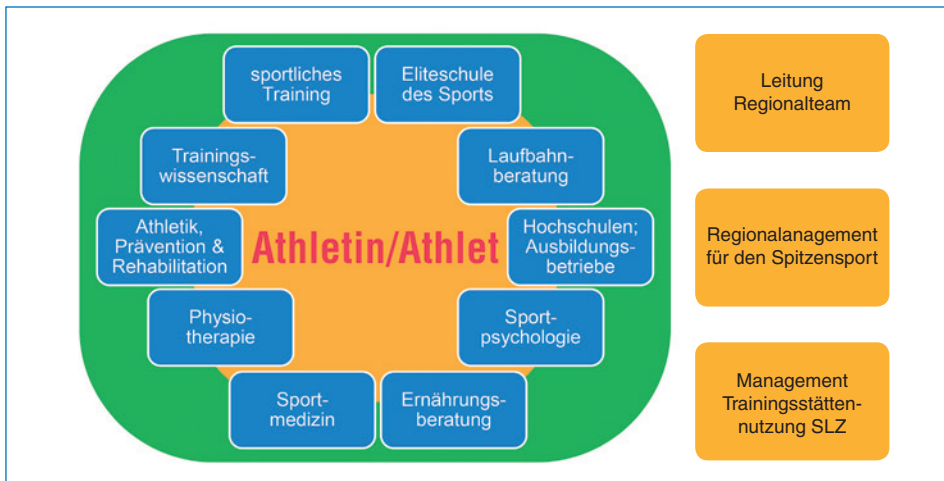 sportliches
Training
Eliteschule
des Sports
Trainings-
wissenschaft
Laufbahn-
beratung
Athletik,
Prävention &
Rehabilitation
Athletin/Athlet
Hochschulen;
Ausbildungs-
betriebe
Physio-
therapie
Sport-
psychologie
Sport-
medizin
Ernährungs-
beratung
Leitung
Regionalteam
Regionalanagement
für den Spitzensport
Management
Trainingsstätten-
nutzung SLZ